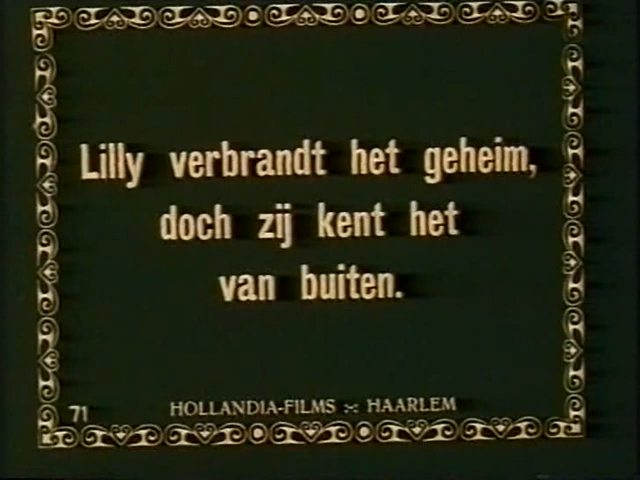 Lilly verbrandt het geheim,
doch zij kent het
van buiten.
71 HOLLANDIA-FILMS HAARLEM